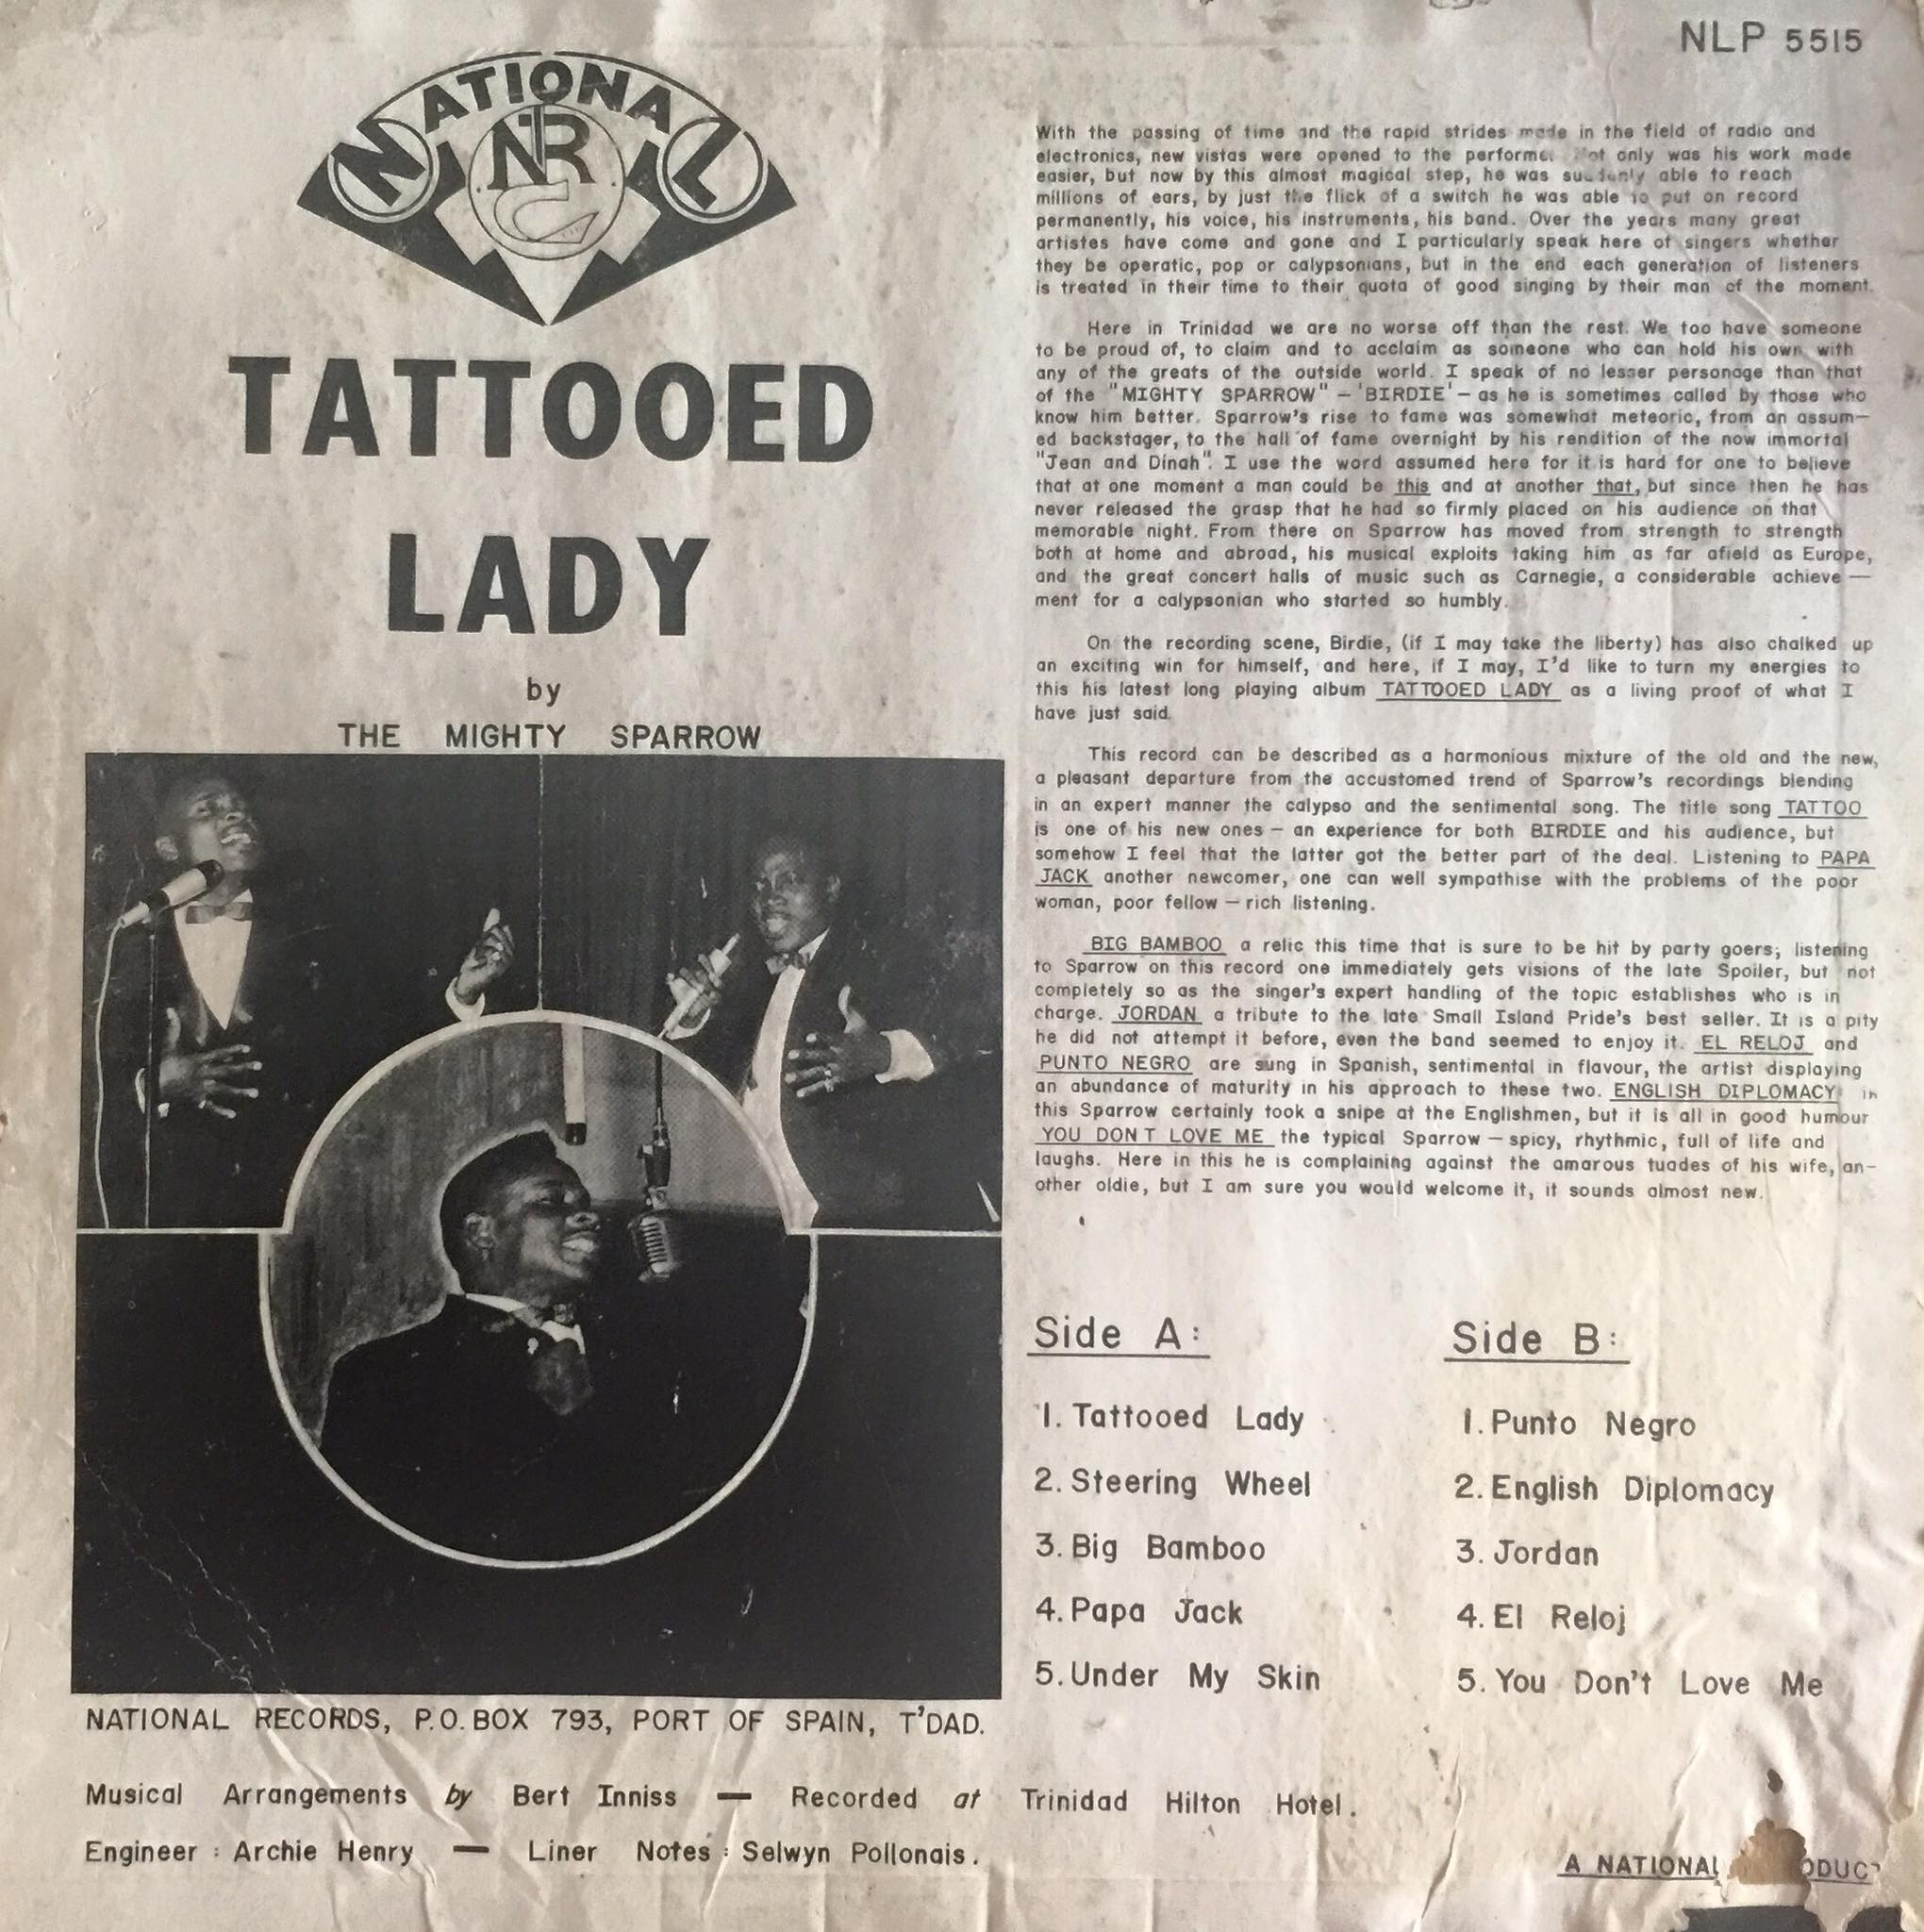 NLP 5515
NATIONAL
NR
TATTOOED
LADY
by
THE MIGHTY SPARROW
NATIONAL RECORDS, P.O. BOX 793, PORT OF SPAIN, T'DAD.
With the passing of time and the rapid strides made in the field of radio and
electronics, new vistas were opened to the performe. Not only was his work made
easier, but now by this almost magical step, he was suddenly able to reach
millions of ears, by just the flick of a switch he was able to put on record
permanently, his voice, his instruments, his band. Over the years many great
artistes have come and gone and I particularly speak here of singers whether
they be operatic, pop or calypsonians, but in the end each generation of listeners
is treated in their time to their quota of good singing by their man of the moment.
Here in Trinidad we are no worse off than the rest. We too have someone
to be proud of, to claim and to acclaim as someone who can hold his own with
any of the greats of the outside world. I speak of no lesser personage than that
of the "MIGHTY SPARROW" – 'BIRDIE' – as he is sometimes called by those who
know him better. Sparrow's rise to fame was somewhat meteoric, from an assum–
ed backstager, to the hall of fame overnight by his rendition of the now immortal
"Jean and Dinah". I use the word assumed here for it is hard for one to believe
that at one moment a man could be this and at another that, but since then he has
never released the grasp that he had so firmly placed on his audience on that
memorable night. From there on Sparrow has moved from strength to strength
both at home and abroad, his musical exploits taking him as far afield as Europe,
and the great concert halls of music such as Carnegie, a considerable achieve —
ment for a calypsonian who started so humbly.
On the recording scene, Birdie, (if I may take the liberty) has also chalked up
an exciting win for himself, and here, if I may, I'd like to turn my energies to
this his latest long playing album TATTOOED LADY as a living proof of what I
have just said.
This record can be described as a harmonious mixture of the old and the new,
a pleasant departure from the accustomed trend of Sparrow's recordings blending
in an expert manner the calypso and the sentimental song. The title song TATTOO
is one of his new ones – an experience for both BIRDIE and his audience, but
somehow I feel that the latter got the better part of the deal. Listening to PAPA
JACK another newcomer, one can well sympathise with the problems of the poor
woman, poor fellow – rich listening.
BIG BAMBOO a relic this time that is sure to be hit by party goers; listening
to Sparrow on this record one immediately gets visions of the late Spoiler, but not
completely so as the singer's expert handling of the topic establishes who is in
charge. JORDAN a tribute to the late Small Island Pride's best seller. It is a pity
he did not attempt it before, even the band seemed to enjoy it. EL RELOJ and
PUNTO NEGRO are sung in Spanish, sentimental in flavour, the artist displaying
an abundance of maturity in his approach to these two. ENGLISH DIPLOMACY in
this Sparrow certainly took a snipe at the Englishmen, but it is all in good humour
YOU DON T LOVE ME the typical Sparrow – spicy, rhythmic, full of life and
laughs. Here in this he is complaining against the amarous tuades of his wife, an–
other oldie, but I am sure you would welcome it, it sounds almost new.
Side A:
1. Tattooed Lady
2. Steering Wheel
3. Big Bamboo
4. Papa Jack
5. Under My Skin
Side B:
1. Punto Negro
2. English Diplomacy
3. Jordan
4. El Reloj
5. You Don't Love Me
Musical Arrangements by Bert Inniss — Recorded at Trinidad Hilton Hotel.
Engineer : Archie Henry — Liner Notes : Selwyn Pollonais.
A NATIONAL